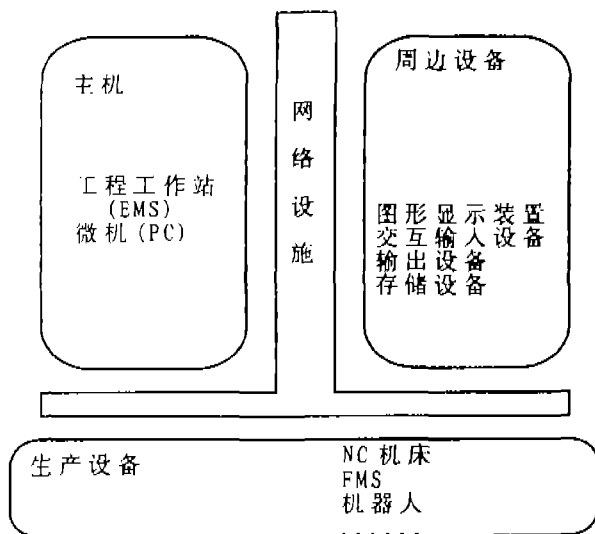 主机
工程工作站
(EMS)
微机(PC)
网
络
设
施
周边设备
图形显示装置
交互输入设备
输出设备
存储设备
生产设备
NC机床
FMS
机器人